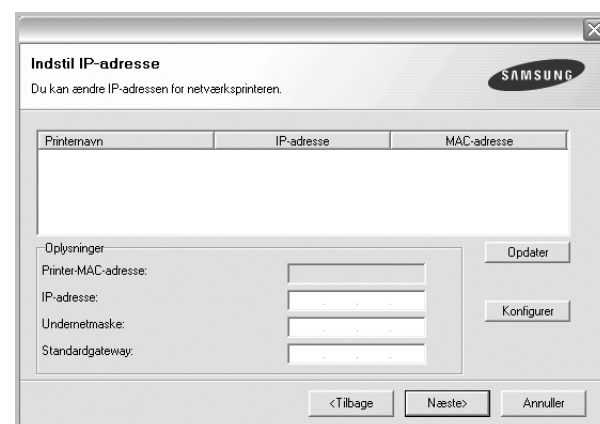 Indstil IP-adresse
Du kan ændre IP-adressen for netværksprinteren.
SAMSUNG
Printernavn IP-adresse MAC-adresse
Oplysninger
Opdater
Printer-MAC-adresse:
IP-adresse:
Konfigurer
Undernetmaske:
Standardgateway:
<Tilbage Næste> Annuller